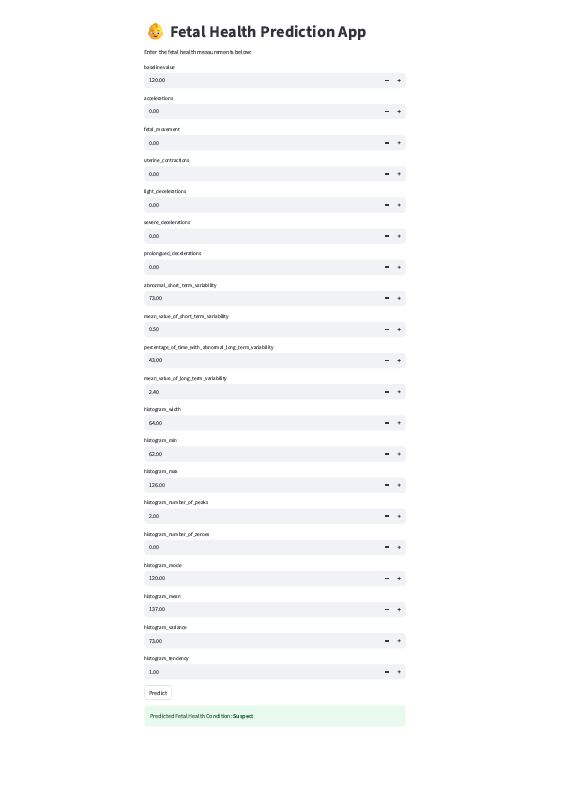 Fetal Health Prediction App
Enter the fetal health measurements below:
baseline value
120.00
accelerations
0.00
fetal_movement
0.00
uterine_contractions
0.00
light_decelerations
0.00
severe_decelerations
0.00
prolongued_decelerations
0.00
abnormal_short_term_variability
73.00
mean_value_of_short_term_variability
0.50
percentage_of_time_with_abnormal_long_term_variability
43.00
mean_value_of_long_term_variability
2.40
histogram_width
64.00
histogram_min
62.00
histogram_max
126.00
histogram_number_of_peaks
2.00
histogram_number_of_zeroes
0.00
histogram_mode
120.00
histogram_mean
137.00
histogram_variance
73.00
histogram_tendency
1.00
Predict
Predicted Fetal Health Condition: Suspect